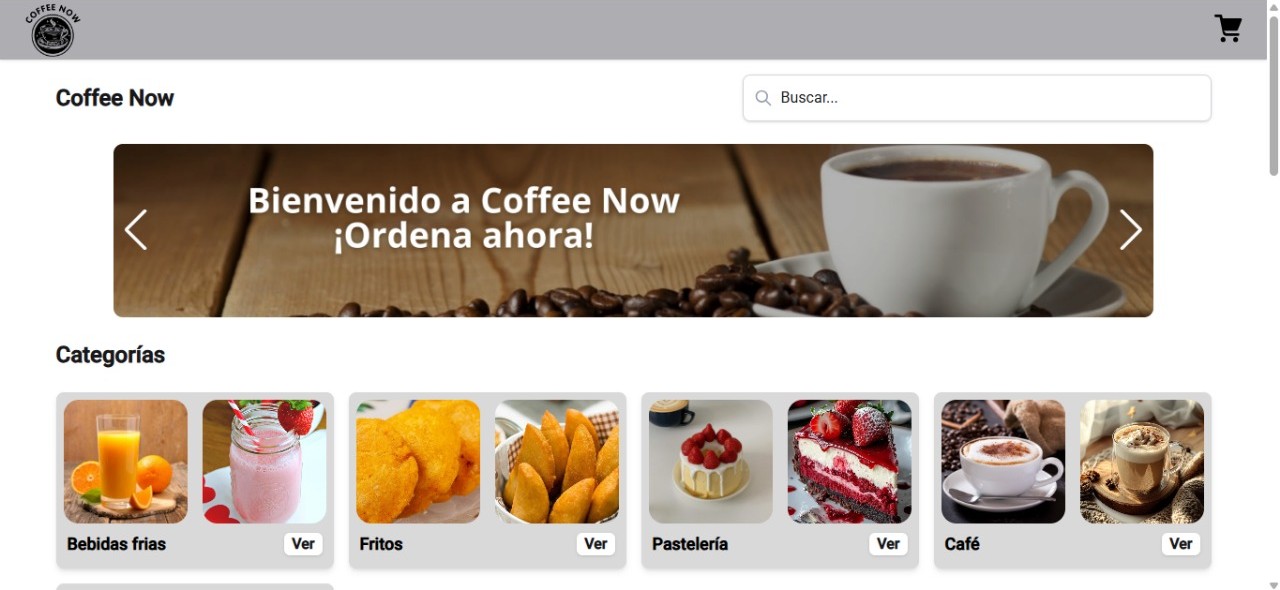 COFFEE NOW
Coffee Now
Buscar...
Bienvenido a Coffee Now
¡Ordena ahora!
Categorías
Bebidas frias
Ver
Fritos
Ver
Pastelería
Ver
Café
Ver